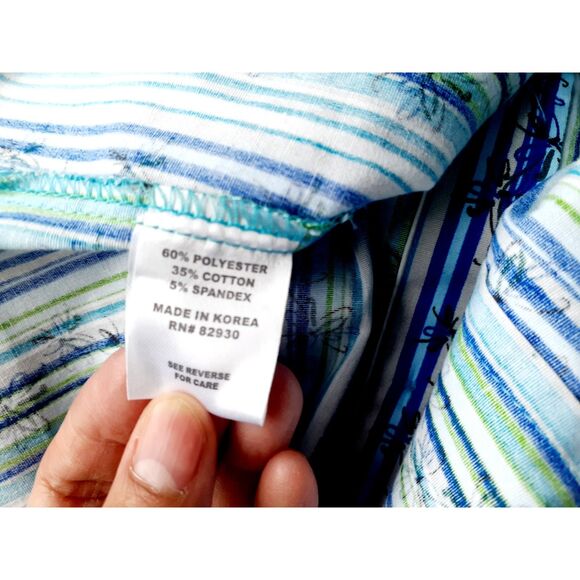 60% POLYESTER
35% COTTON
5% SPANDEX
MADE IN KOREA
RN# 82930
SEE REVERSE
FOR CARE